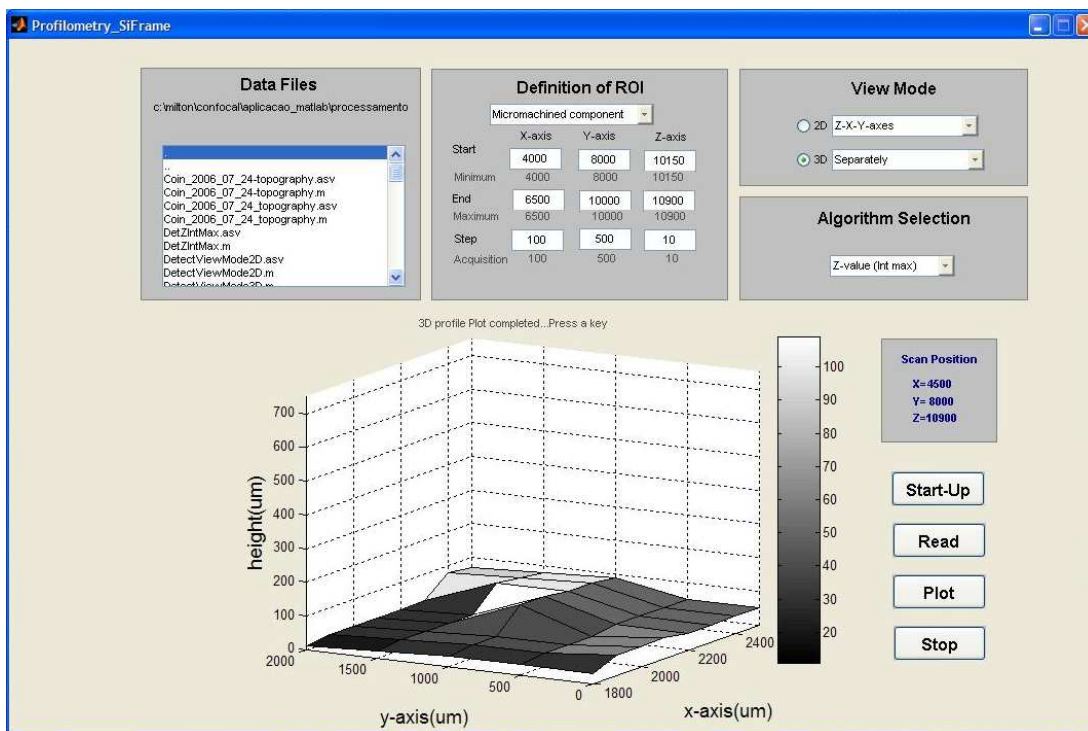 Profilometry_SiFrame
Data Files
c:\milton\confocal\aplicacao_matlab\processamento
.
..
Coin_2006_07_24-topography.asv
Coin_2006_07_24-topography.m
Coin_2006_07_24_topography.asv
Coin_2006_07_24_topography.m
DetZIntMax.asv
DetZIntMax.m
DetectViewMode2D.asv
DetectViewMode2D.m
DetectViewMode3D.m
Definition of ROI
Micromachined component
X-axis Y-axis Z-axis
Start 4000 8000 10150
Minimum 4000 8000 10150
End 6500 10000 10900
Maximum 6500 10000 10900
Step 100 500 10
Acquisition 100 500 10
View Mode
2D Z-X-Y-axes
3D Separately
Algorithm Selection
Z-value (Int max)
3D profile Plot completed...Press a key
height(um)
700
600
500
400
300
200
100
0
2000
1500
1000
500
0
y-axis(um)
1800
2000
2200
2400
x-axis(um)
100
90
80
70
60
50
40
30
20
Scan Position
X=4500
Y= 8000
Z=10900
Start-Up
Read
Plot
Stop